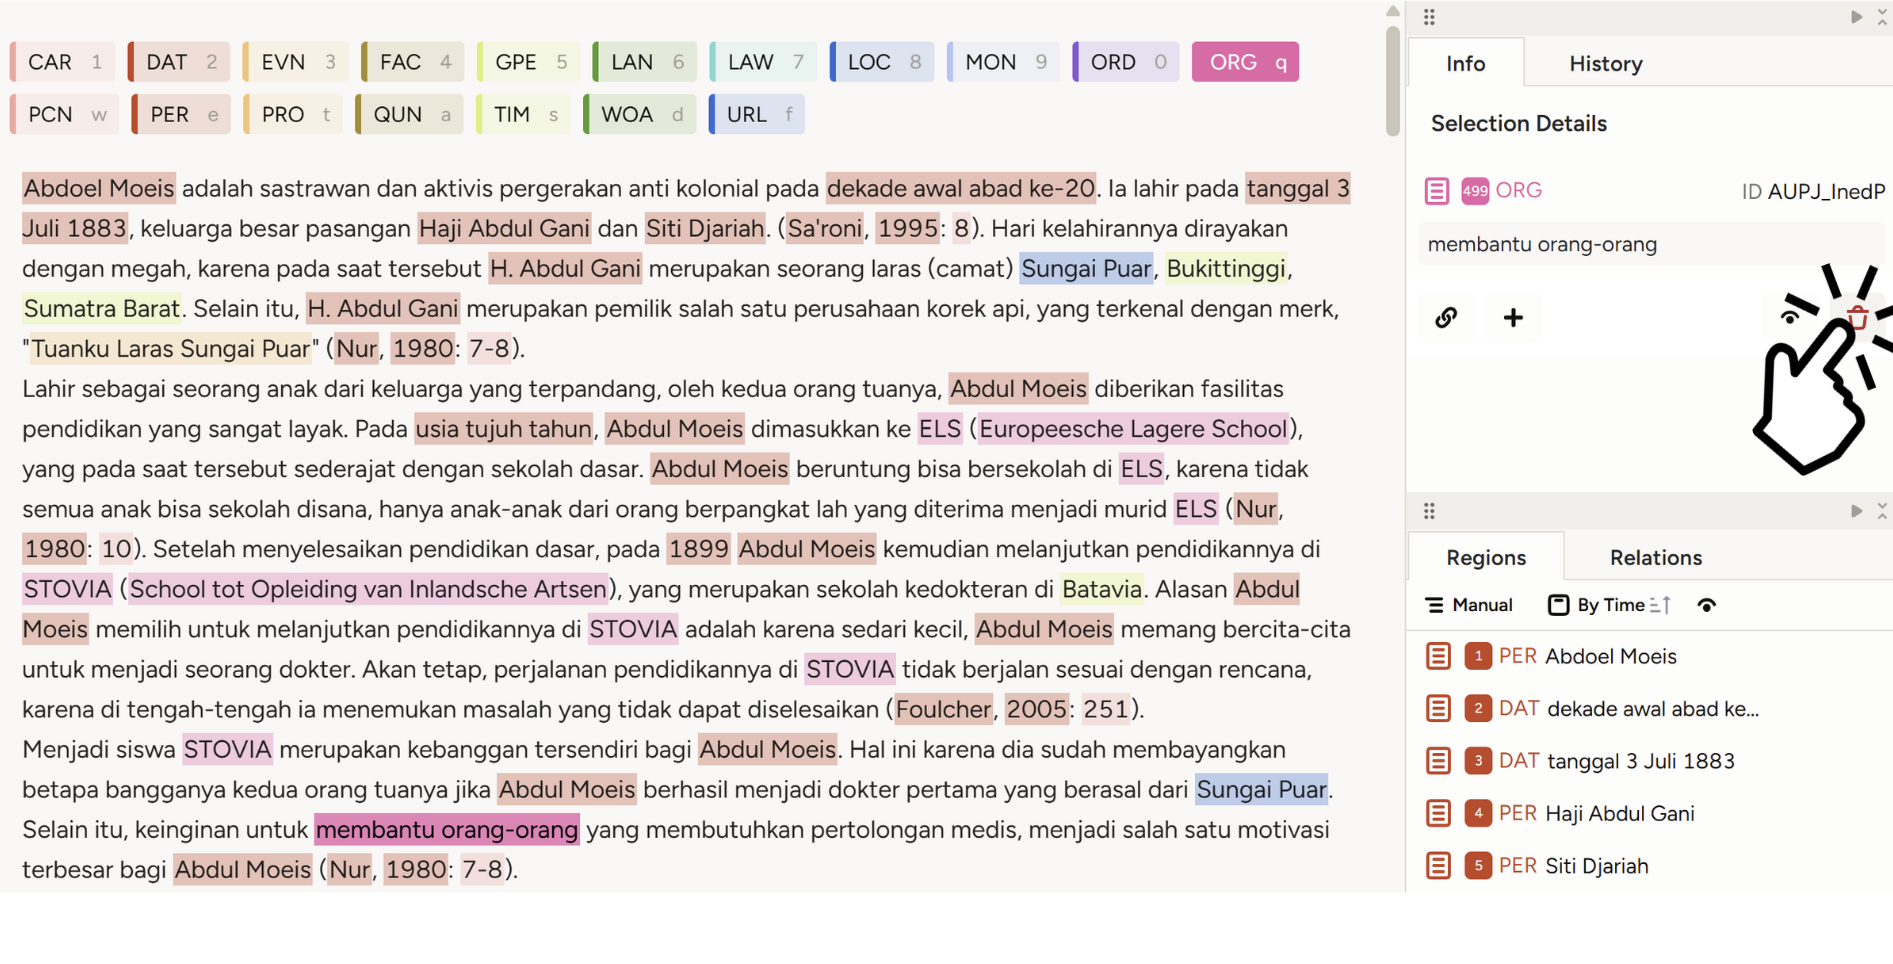 CAR 1 DAT 2 EVN 3 FAC 4 GPE 5 LAN 6 LAW 7 LOC 8 MON 9 ORD 0 ORG q
PCN w PER e PRO t QUN a TIM s WOA d URL f
Abdoel Moeis adalah sastrawan dan aktivis pergerakan anti kolonial pada dekade awal abad ke-20. Ia lahir pada tanggal 3
Juli 1883, keluarga besar pasangan Haji Abdul Gani dan Siti Djariah. (Sa'roni, 1995: 8). Hari kelahirannya dirayakan
dengan megah, karena pada saat tersebut H. Abdul Gani merupakan seorang laras (camat) Sungai Puar, Bukittinggi,
Sumatra Barat. Selain itu, H. Abdul Gani merupakan pemilik salah satu perusahaan korek api, yang terkenal dengan merk,
"Tuanku Laras Sungai Puar" (Nur, 1980: 7-8).
Lahir sebagai seorang anak dari keluarga yang terpandang, oleh kedua orang tuanya, Abdul Moeis diberikan fasilitas
pendidikan yang sangat layak. Pada usia tujuh tahun, Abdul Moeis dimasukkan ke ELS (Europeesche Lagere School),
yang pada saat tersebut sederajat dengan sekolah dasar. Abdul Moeis beruntung bisa bersekolah di ELS, karena tidak
semua anak bisa sekolah disana, hanya anak-anak dari orang berpangkat lah yang diterima menjadi murid ELS (Nur,
1980: 10). Setelah menyelesaikan pendidikan dasar, pada 1899 Abdul Moeis kemudian melanjutkan pendidikannya di
STOVIA (School tot Opleiding van Inlandsche Artsen), yang merupakan sekolah kedokteran di Batavia. Alasan Abdul
Moeis memilih untuk melanjutkan pendidikannya di STOVIA adalah karena sedari kecil, Abdul Moeis memang bercita-cita
untuk menjadi seorang dokter. Akan tetapi, perjalanan pendidikannya di STOVIA tidak berjalan sesuai dengan rencana,
karena di tengah-tengah ia menemukan masalah yang tidak dapat diselesaikan (Foulcher, 2005: 251).
Menjadi siswa STOVIA merupakan kebanggan tersendiri bagi Abdul Moeis. Hal ini karena dia sudah membayangkan
betapa bangganya kedua orang tuanya jika Abdul Moeis berhasil menjadi dokter pertama yang berasal dari Sungai Puar.
Selain itu, keinginan untuk membantu orang-orang yang membutuhkan pertolongan medis, menjadi salah satu motivasi
terbesar bagi Abdul Moeis (Nur, 1980: 7-8).
Info History
Selection Details
499 ORG ID AUPJ_InedP
membantu orang-orang
Regions Relations
Manual By Time
1 PER Abdoel Moeis
2 DAT dekade awal abad ke...
3 DAT tanggal 3 Juli 1883
4 PER Haji Abdul Gani
5 PER Siti Djariah